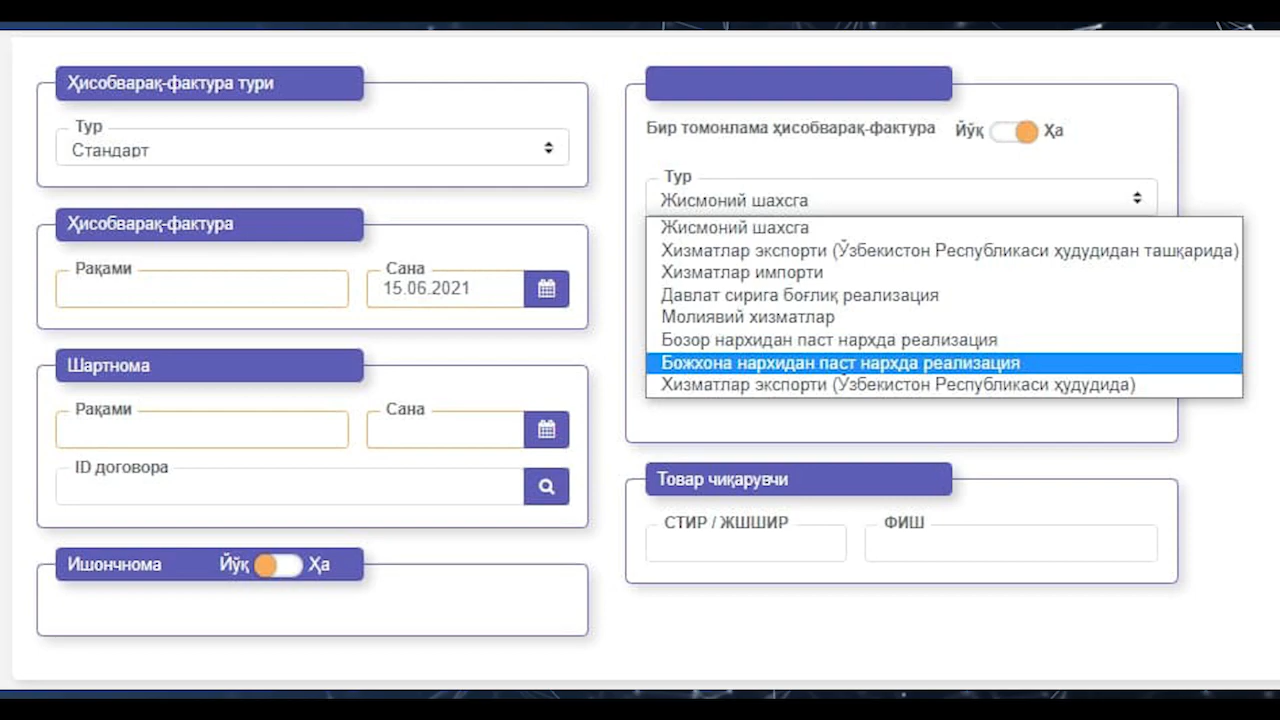 Ҳисобварақ-фактура тури
Тур
Стандарт
Ҳисобварақ-фактура
Рақами
Сана
15.06.2021
Шартнома
Рақами
Сана
ID договора
Ишончнома Йўқ Ҳа
Бир томонлама ҳисобварақ-фактура Йўқ Ҳа
Тур
Жисмоний шахсга
Жисмоний шахсга
Хизматлар экспорти (Ўзбекистон Республикаси ҳудудидан ташқарида)
Хизматлар импорти
Давлат сирига боғлиқ реализация
Молиявий хизматлар
Бозор нархидан паст нархда реализация
Божхона нархидан паст нархда реализация
Хизматлар экспорти (Ўзбекистон Республикаси ҳудудида)
Товар чиқарувчи
СТИР / ЖШШИР
ФИШ